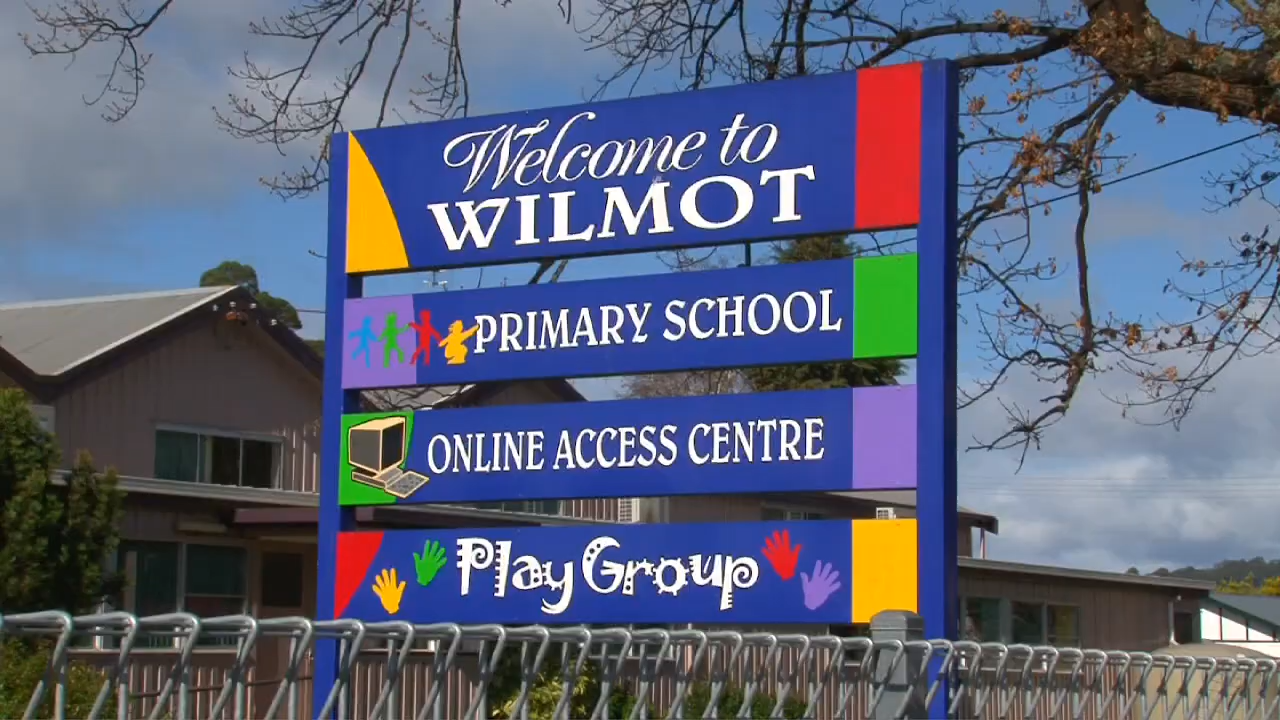 Welcome to
WILMOT
PRIMARY SCHOOL
ONLINE ACCESS CENTRE
Play Group